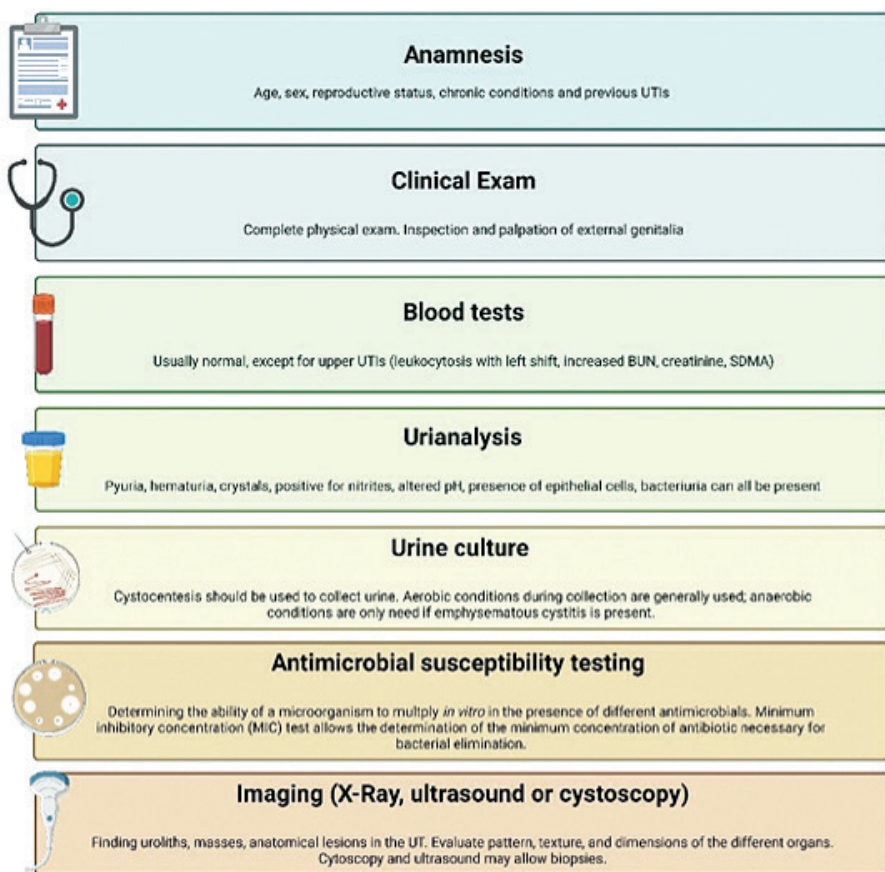 Anamnesis
Age, sex, reproductive status, chronic conditions and previous UTIs
Clinical Exam
Complete physical exam. Inspection and palpation of external genitalia
Blood tests
Usually normal, except for upper UTIs (leukocytosis with left shift, increased BUN, creatinine, SDMA)
Urianalysis
Pyuria, hematuria, crystals, positive for nitrites, altered pH, presence of epithelial cells, bacteriuria can all be present
Urine culture
Cystocentesis should be used to collect urine. Aerobic conditions during collection are generally used; anaerobic
conditions are only need if emphysematous cystitis is present.
Antimicrobial susceptibility testing
Determining the ability of a microorganism to multply in vitro in the presence of different antimicrobials. Minimum
inhibitory concentration (MIC) test allows the determination of the minimum concentration of antibiotic necessary for
bacterial elimination.
Imaging (X-Ray, ultrasound or cystoscopy)
Finding uroliths, masses, anatomical lesions in the UT. Evaluate pattern, texture, and dimensions of the different organs.
Cytoscopy and ultrasound may allow biopsies.